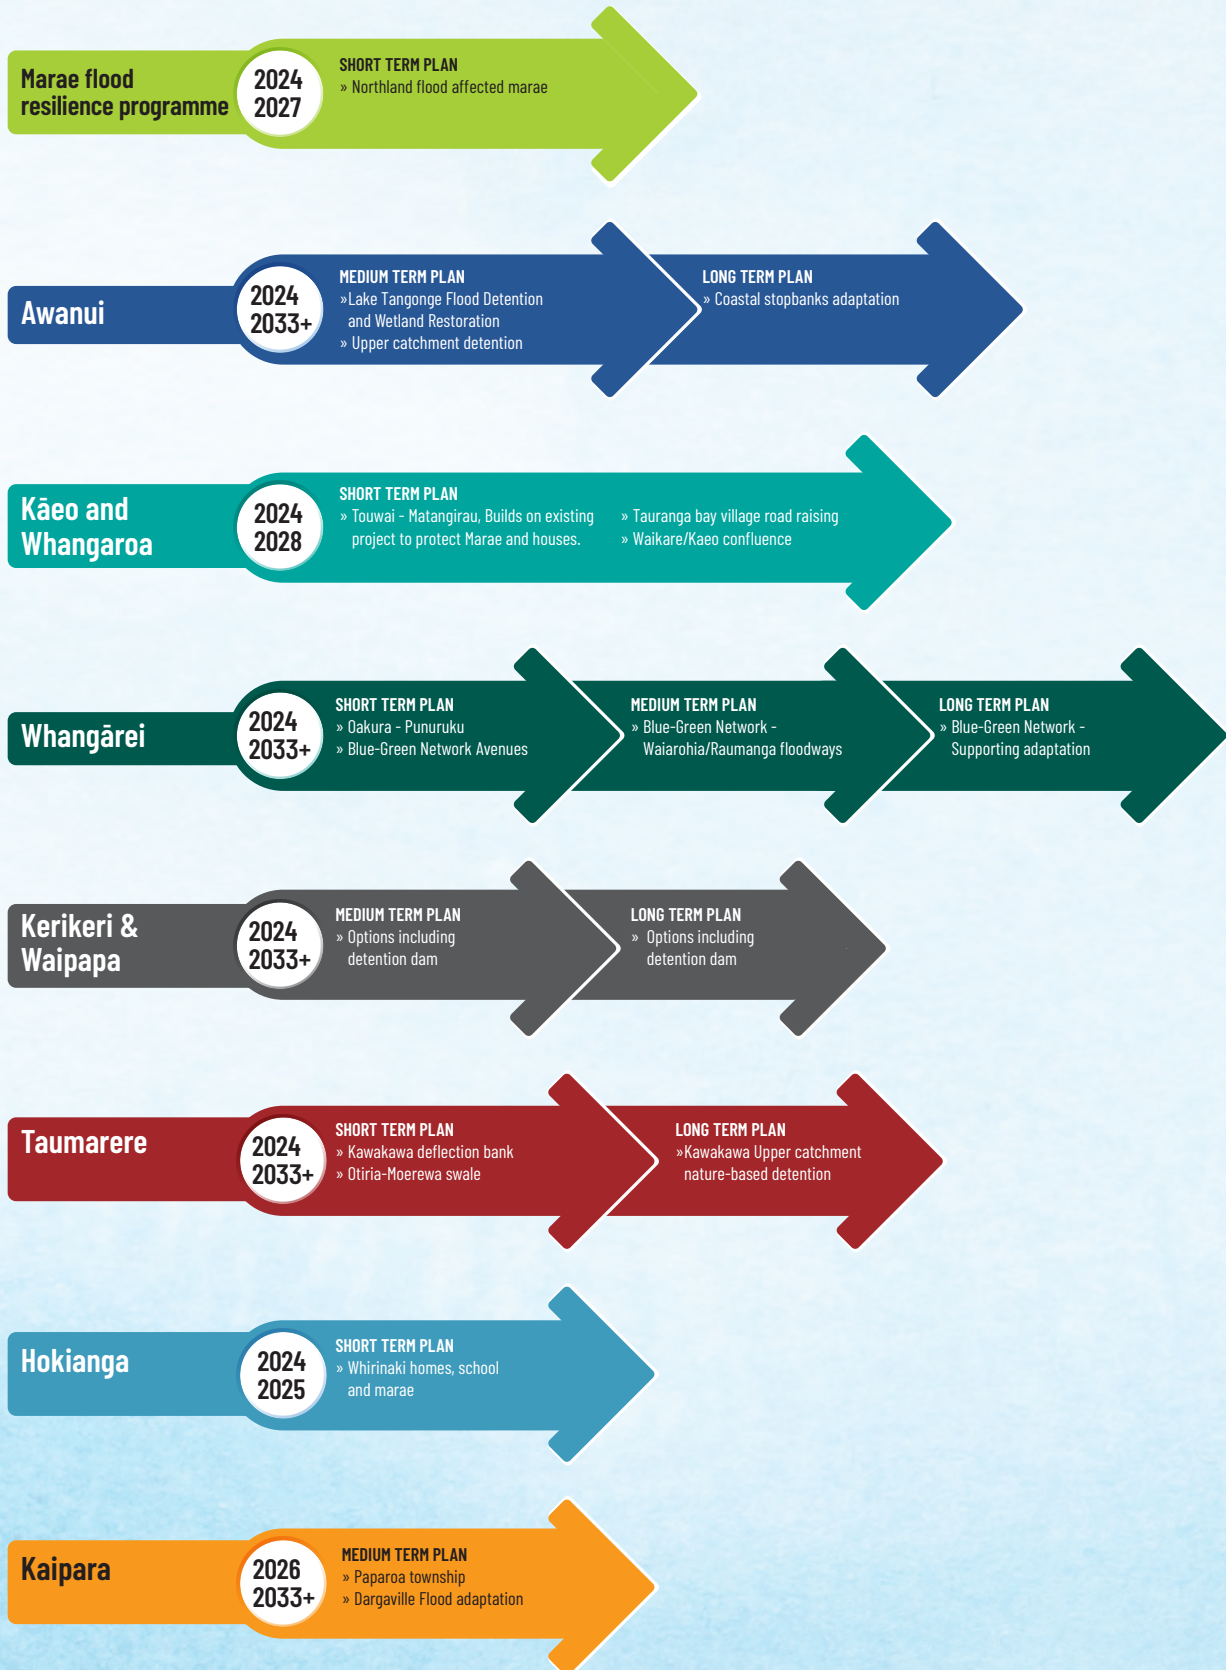 Marae flood
resilience programme
2024
2027
SHORT TERM PLAN
» Northland flood affected marae
Awanui
2024
2033+
MEDIUM TERM PLAN
»Lake Tangonge Flood Detention
and Wetland Restoration
» Upper catchment detention
LONG TERM PLAN
» Coastal stopbanks adaptation
Kāeo and
Whangaroa
2024
2028
SHORT TERM PLAN
» Touwai - Matangirau, Builds on existing
project to protect Marae and houses.
» Tauranga bay village road raising
» Waikare/Kaeo confluence
Whangārei
2024
2033+
SHORT TERM PLAN
» Oakura - Punuruku
» Blue-Green Network Avenues
MEDIUM TERM PLAN
» Blue-Green Network -
Waiarohia/Raumanga floodways
LONG TERM PLAN
» Blue-Green Network -
Supporting adaptation
Kerikeri &
Waipapa
2024
2033+
MEDIUM TERM PLAN
» Options including
detention dam
LONG TERM PLAN
» Options including
detention dam
Taumarere
2024
2033+
SHORT TERM PLAN
» Kawakawa deflection bank
» Otiria-Moerewa swale
LONG TERM PLAN
»Kawakawa Upper catchment
nature-based detention
Hokianga
2024
2025
SHORT TERM PLAN
» Whirinaki homes, school
and marae
Kaipara
2026
2033+
MEDIUM TERM PLAN
» Paparoa township
» Dargaville Flood adaptation